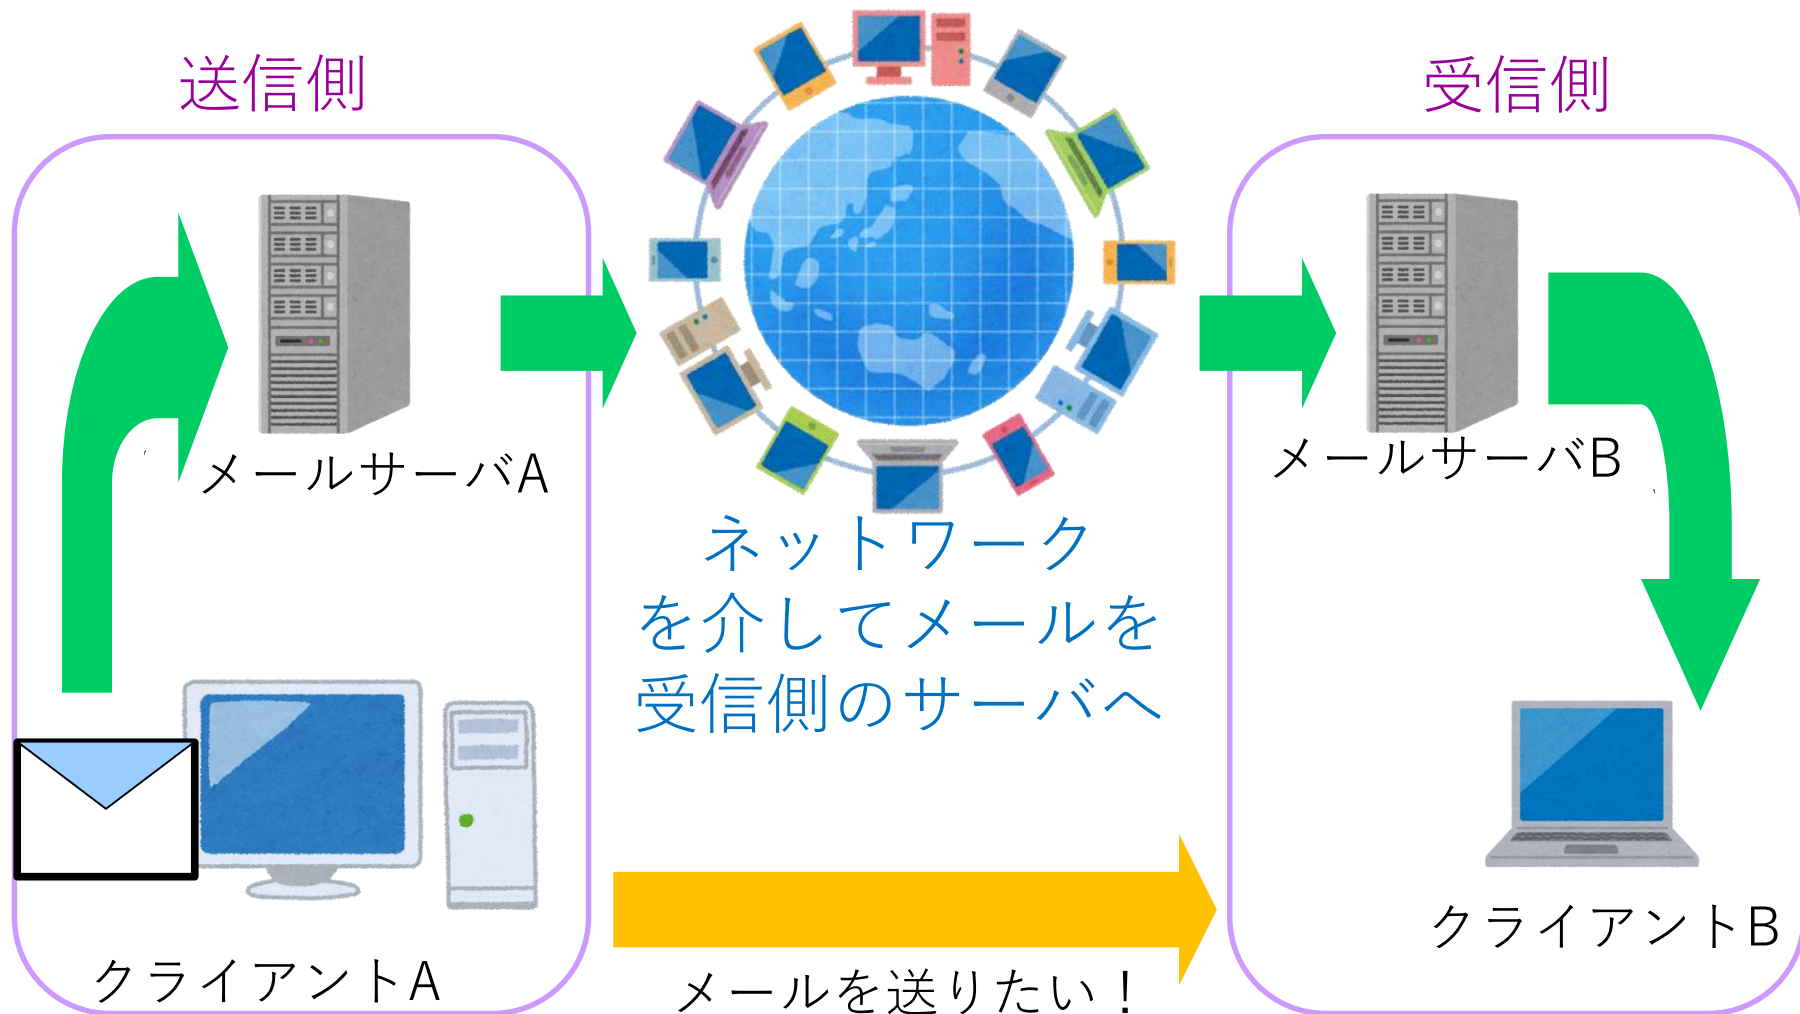 送信側
受信側
メールサーバA
メールサーバB
ネットワーク
を介してメールを
受信側のサーバへ
クライアントA
クライアントB
メールを送りたい！